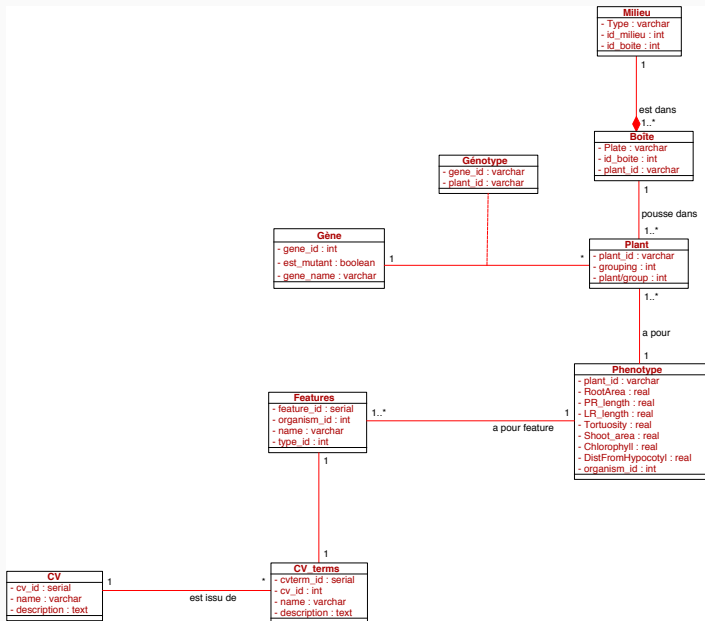 Milieu
- Type : varchar
- id_milieu : int
- id_boite : int
1
est dans
1..*
Boîte
- Plate : varchar
- id_boite : int
- plant_id : varchar
1
pousse dans
1..*
Génotype
- gene_id : varchar
- plant_id : varchar
Gène
- gene_id : int
- est_mutant : boolean
- gene_name : varchar
1
*
Plant
- plant_id : varchar
- grouping : int
- plant/group : int
1..*
a pour
1
Phenotype
- plant_id : varchar
- RootArea : real
- PR_length : real
- LR_length : real
- Tortuosity : real
- Shoot_area : real
- Chlorophyll : real
- DistFromHypocotyl : real
- organism_id : int
Features
- feature_id : serial
- organism_id : int
- name : varchar
- type_id : int
1..*
1
a pour feature
1
1
CV_terms
- cvterm_id : serial
- cv_id : int
- name : varchar
- description : text
CV
- cv_id : serial
- name : varchar
- description : text
1
*
est issu de